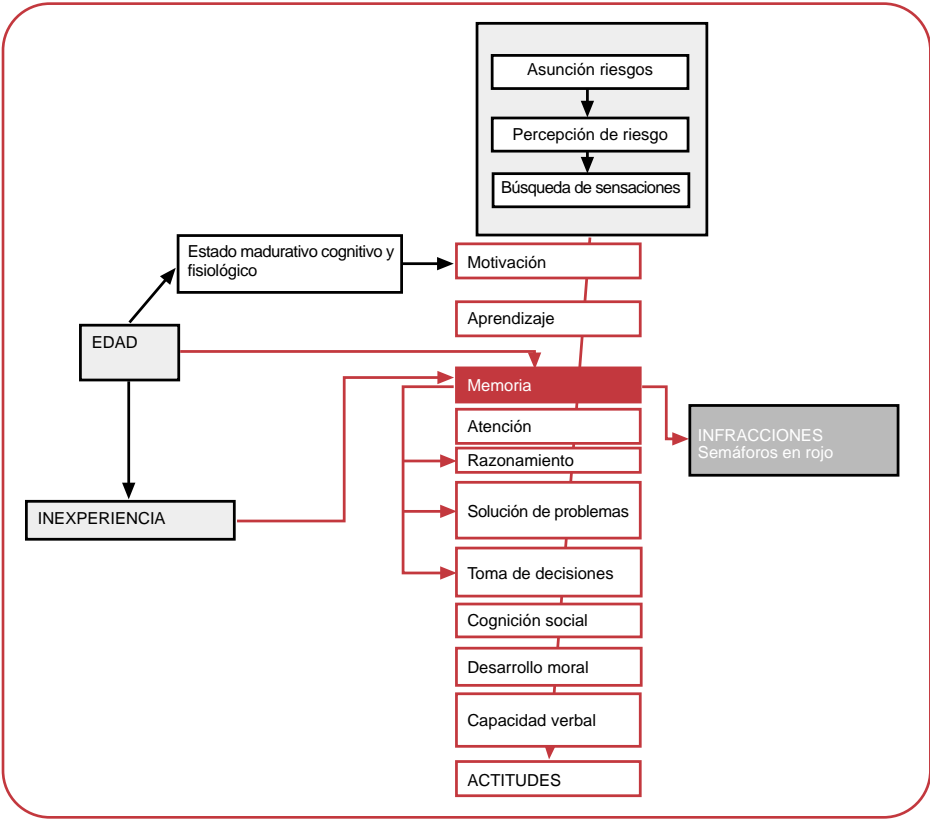 Asunción riesgos
Percepción de riesgo
Búsqueda de sensaciones
Estado madurativo cognitivo y
fisiológico
Motivación
Aprendizaje
EDAD
Memoria
Atención
INFRACCIONES
Semáforos en rojo
Razonamiento
Solución de problemas
INEXPERIENCIA
Toma de decisiones
Cognición social
Desarrollo moral
Capacidad verbal
ACTITUDES